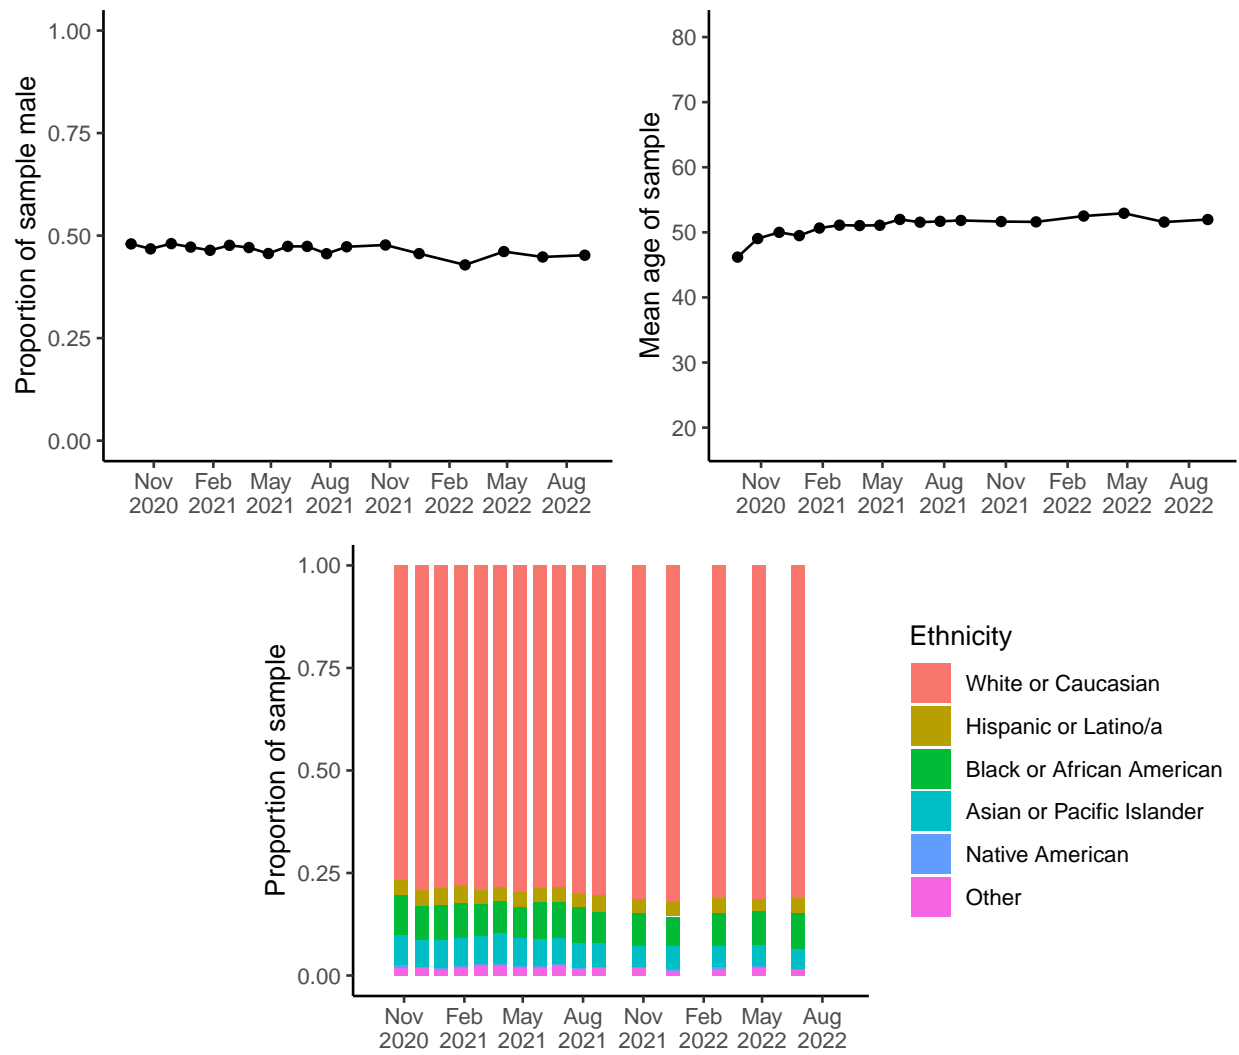 Proportion of sample male
1.00
0.75
0.50
0.25
0.00
Nov Feb May Aug Nov Feb May Aug
2020 2021 2021 2021 2021 2022 2022 2022
Mean age of sample
80
70
60
50
40
30
20
Nov Feb May Aug Nov Feb May Aug
2020 2021 2021 2021 2021 2022 2022 2022
Proportion of sample
1.00
0.75
0.50
0.25
0.00
Nov Feb May Aug Nov Feb May Aug
2020 2021 2021 2021 2021 2022 2022 2022
Ethnicity
White or Caucasian
Hispanic or Latino/a
Black or African American
Asian or Pacific Islander
Native American
Other